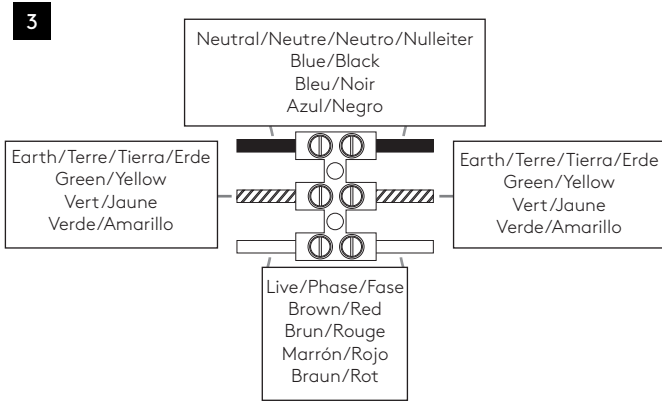 3
Neutral/Neutre/Neutro/Nulleiter
Blue/Black
Bleu/Noir
Azul/Negro
Earth/Terre/Tierra/Erde
Green/Yellow
Vert/Jaune
Verde/Amarillo
Earth/Terre/Tierra/Erde
Green/Yellow
Vert/Jaune
Verde/Amarillo
Live/Phase/Fase
Brown/Red
Brun/Rouge
Marrón/Rojo
Braun/Rot